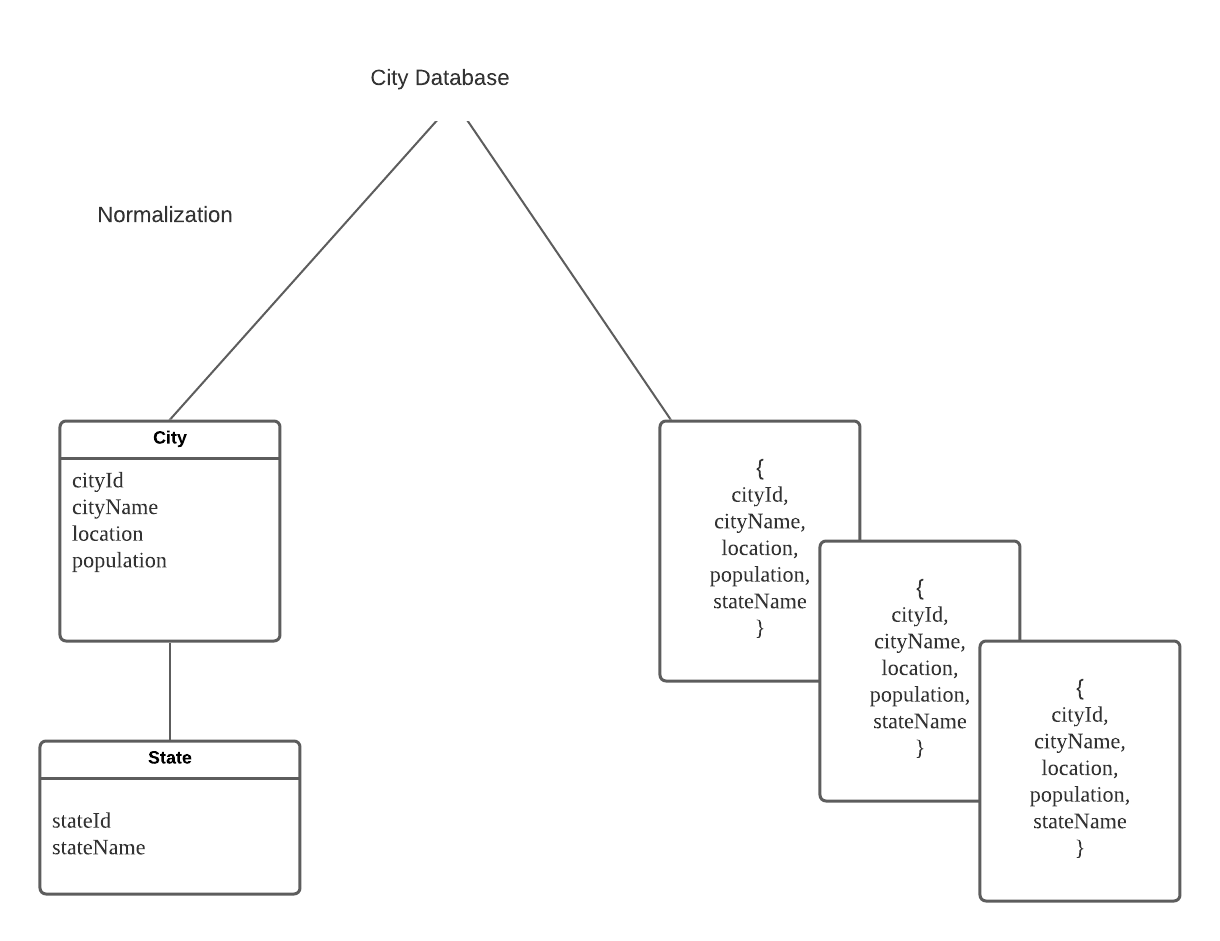 City Database
Normalization
City
cityId
cityName
location
population
State
stateId
stateName
{
cityId,
cityName,
location,
population,
stateName
}
{
cityId,
cityName,
location,
population,
stateName
}
{
cityId,
cityName,
location,
population,
stateName
}